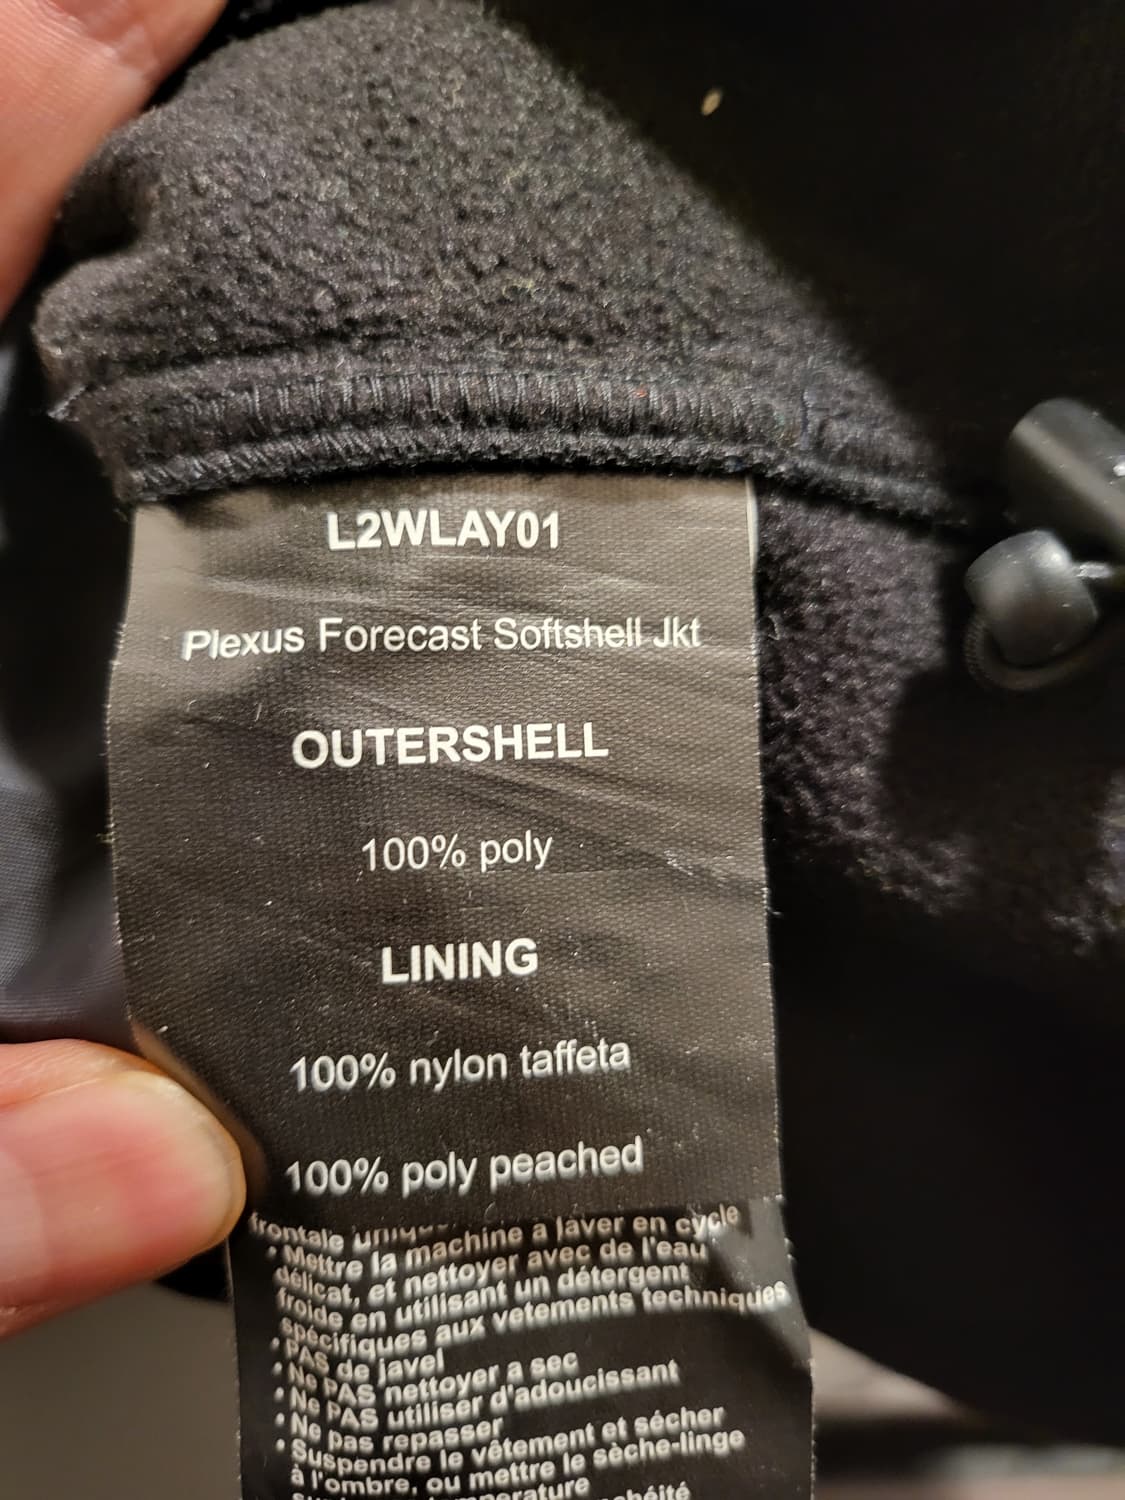 L2WLAY01
Plexus Forecast Softshell Jkt
OUTERSHELL
100% poly
LINING
100% nylon taffeta
100% poly peached
frontale
• Mettre la machine a laver en cycle
délicat, et nettoyer avec de l'eau
froide en utilisant un détergent
spécifiques aux vetements techniques
• PAS de javel
• Ne PAS nettoyer a sec
• Ne PAS utiliser d'adoucissant
• Ne pas repasser
• Suspendre le vêtement et sécher
à l'ombre, ou mettre le sèche-linge